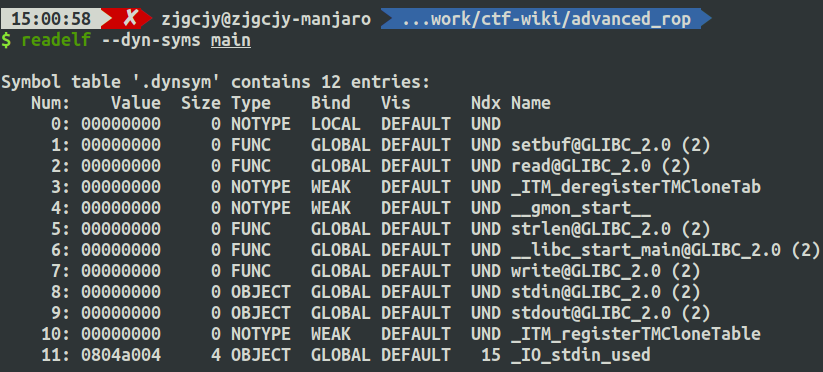 15:00:58 ✘ zjgcjy@zjgcjy-manjaro ...work/ctf-wiki/advanced_rop
$ readelf --dyn-syms main
Symbol table '.dynsym' contains 12 entries:
Num: Value Size Type Bind Vis Ndx Name
0: 00000000 0 NOTYPE LOCAL DEFAULT UND
1: 00000000 0 FUNC GLOBAL DEFAULT UND setbuf@GLIBC_2.0 (2)
2: 00000000 0 FUNC GLOBAL DEFAULT UND read@GLIBC_2.0 (2)
3: 00000000 0 NOTYPE WEAK DEFAULT UND _ITM_deregisterTMCloneTab
4: 00000000 0 NOTYPE WEAK DEFAULT UND __gmon_start__
5: 00000000 0 FUNC GLOBAL DEFAULT UND strlen@GLIBC_2.0 (2)
6: 00000000 0 FUNC GLOBAL DEFAULT UND __libc_start_main@GLIBC_2.0 (2)
7: 00000000 0 FUNC GLOBAL DEFAULT UND write@GLIBC_2.0 (2)
8: 00000000 0 OBJECT GLOBAL DEFAULT UND stdin@GLIBC_2.0 (2)
9: 00000000 0 OBJECT GLOBAL DEFAULT UND stdout@GLIBC_2.0 (2)
10: 00000000 0 NOTYPE WEAK DEFAULT UND _ITM_registerTMCloneTable
11: 0804a004 4 OBJECT GLOBAL DEFAULT 15 _IO_stdin_used